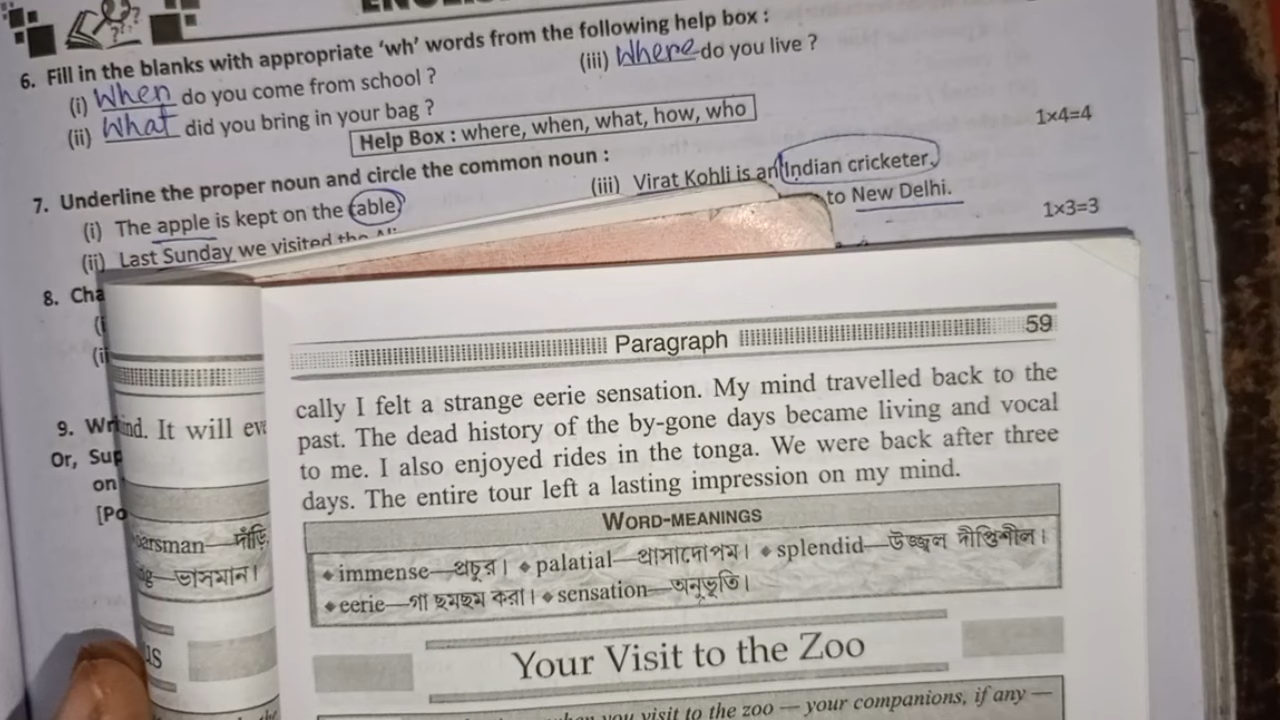 6. Fill in the blanks with appropriate 'wh' words from the following help box :
(i) When do you come from school ?
(iii) Where do you live ?
(ii) What did you bring in your bag ?
Help Box : where, when, what, how, who
1x4=4
7. Underline the proper noun and circle the common noun :
(i) The apple is kept on the table
(iii) Virat Kohli is an Indian cricketer.
(ii) Last Sunday we visited the
to New Delhi.
1x3=3
8.
(i
(ii
9.
Or, Sup
on
[Po
nd. It will ev
arsman—দাঁড়ি
ng—ভাসমান।
us
Paragraph 59
cally I felt a strange eerie sensation. My mind travelled back to the
past. The dead history of the by-gone days became living and vocal
to me. I also enjoyed rides in the tonga. We were back after three
days. The entire tour left a lasting impression on my mind.
WORD-MEANINGS
◆ immense—প্রচুর। ◆ palatial—প্রাসাদোপম। ◆ splendid—উজ্জ্বল দীপ্তিশীল।
◆ eerie—গা ছমছম করা। ◆ sensation—অনুভূতি।
Your Visit to the Zoo
you visit to the zoo — your companions, if any —